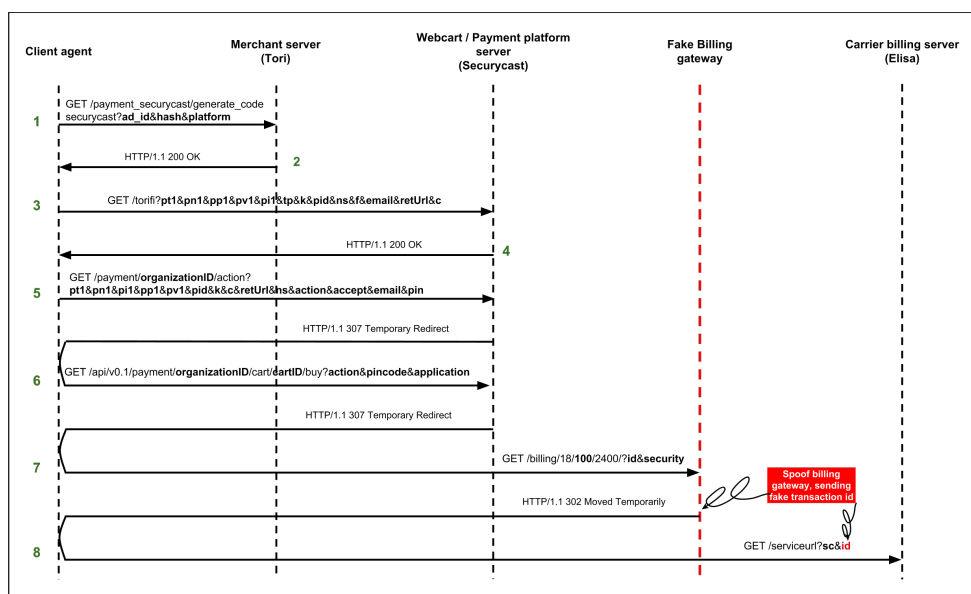 Client agent
Merchant server
(Tori)
Webcart / Payment platform
server
(Securycast)
Fake Billing
gateway
Carrier billing server
(Elisa)
GET /payment_securycast/generate_code
securycast?ad_id&hash&platform
1
HTTP/1.1 200 OK
2
3
GET /torifi?pt1&pn1&pp1&pv1&pi1&tp&k&pid&ns&f&email&retUrl&c
HTTP/1.1 200 OK
4
GET /payment/organizationID/action?
5
pt1&pn1&pi1&pp1&pv1&pid&k&c&retUrl&hs&action&accept&email&pin
HTTP/1.1 307 Temporary Redirect
6
GET /api/v0.1/payment/organizationID/cart/cartID/buy?action&pincode&application
HTTP/1.1 307 Temporary Redirect
7
GET /billing/18/100/2400/?id&security
Spoof billing
gateway, sending
fake transaction id
HTTP/1.1 302 Moved Temporarily
8
GET /serviceurl?sc&id